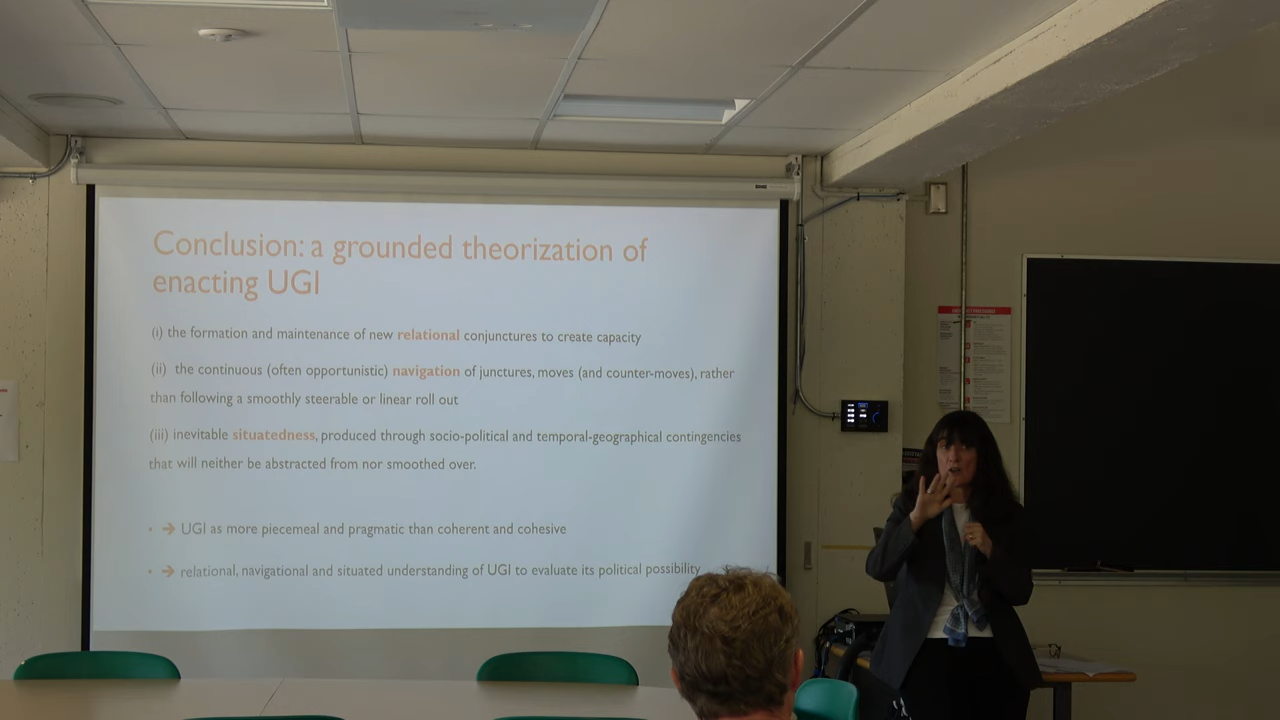 Conclusion: a grounded theorization of
enacting UGI
(i) the formation and maintenance of new relational conjunctures to create capacity
(ii) the continuous (often opportunistic) navigation of junctures, moves (and counter-moves), rather
than following a smoothly steerable or linear roll out
(iii) inevitable situatedness, produced through socio-political and temporal-geographical contingencies
that will neither be abstracted from nor smoothed over.
• → UGI as more piecemeal and pragmatic than coherent and cohesive
• → relational, navigational and situated understanding of UGI to evaluate its political possibility